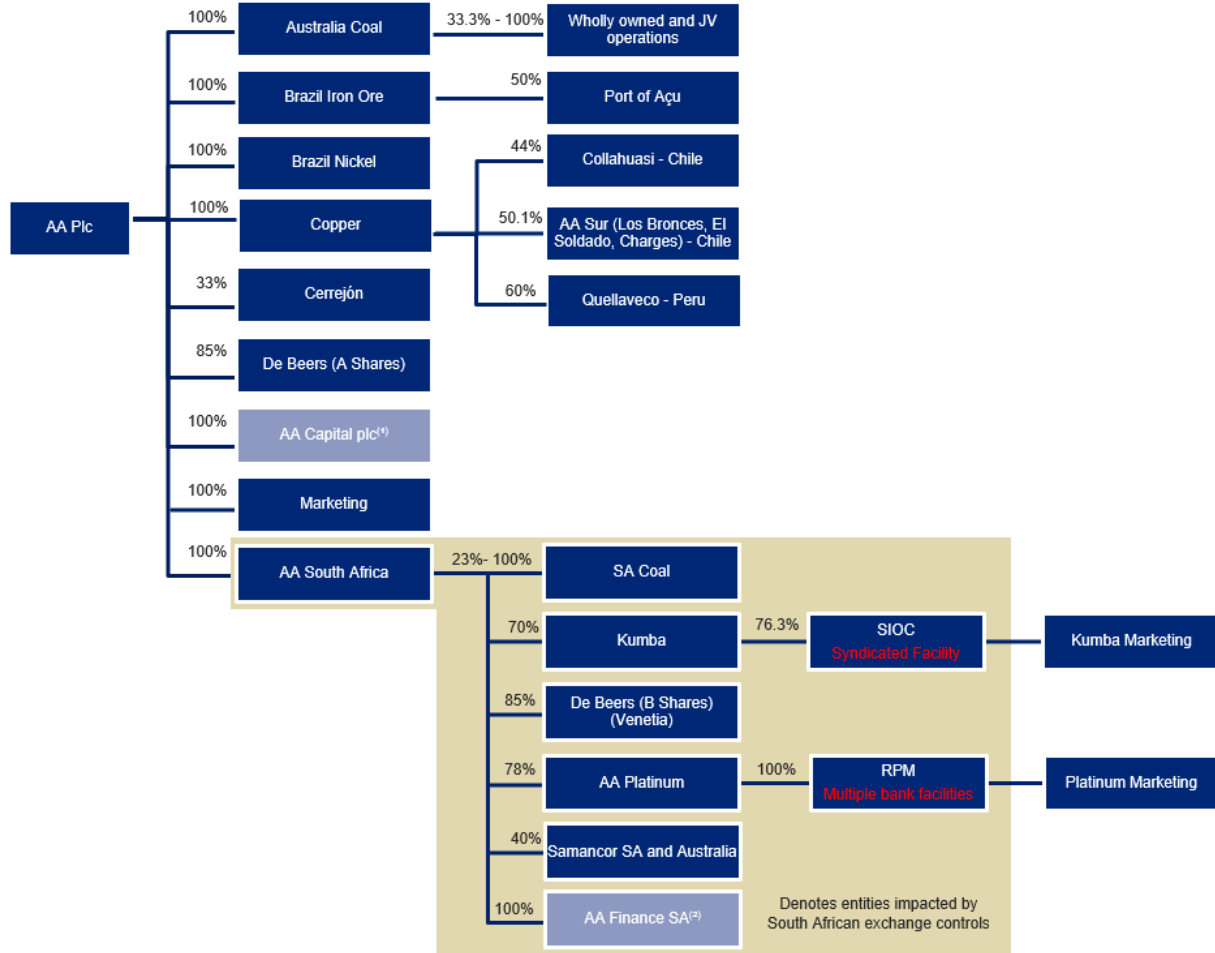 AA Plc
100%
Australia Coal
33.3% - 100%
Wholly owned and JV
operations
100%
Brazil Iron Ore
50%
Port of Açu
100%
Brazil Nickel
100%
Copper
44%
Collahuasi - Chile
50.1%
AA Sur (Los Bronces, El
Soldado, Charges) - Chile
60%
Quellaveco - Peru
33%
Cerrejón
85%
De Beers (A Shares)
100%
AA Capital plc⁽¹⁾
100%
Marketing
100%
AA South Africa
23%- 100%
SA Coal
70%
Kumba
76.3%
SIOC
Syndicated Facility
Kumba Marketing
85%
De Beers (B Shares)
(Venetia)
78%
AA Platinum
100%
RPM
Multiple bank facilities
Platinum Marketing
40%
Samancor SA and Australia
100%
AA Finance SA⁽²⁾
Denotes entities impacted by
South African exchange controls